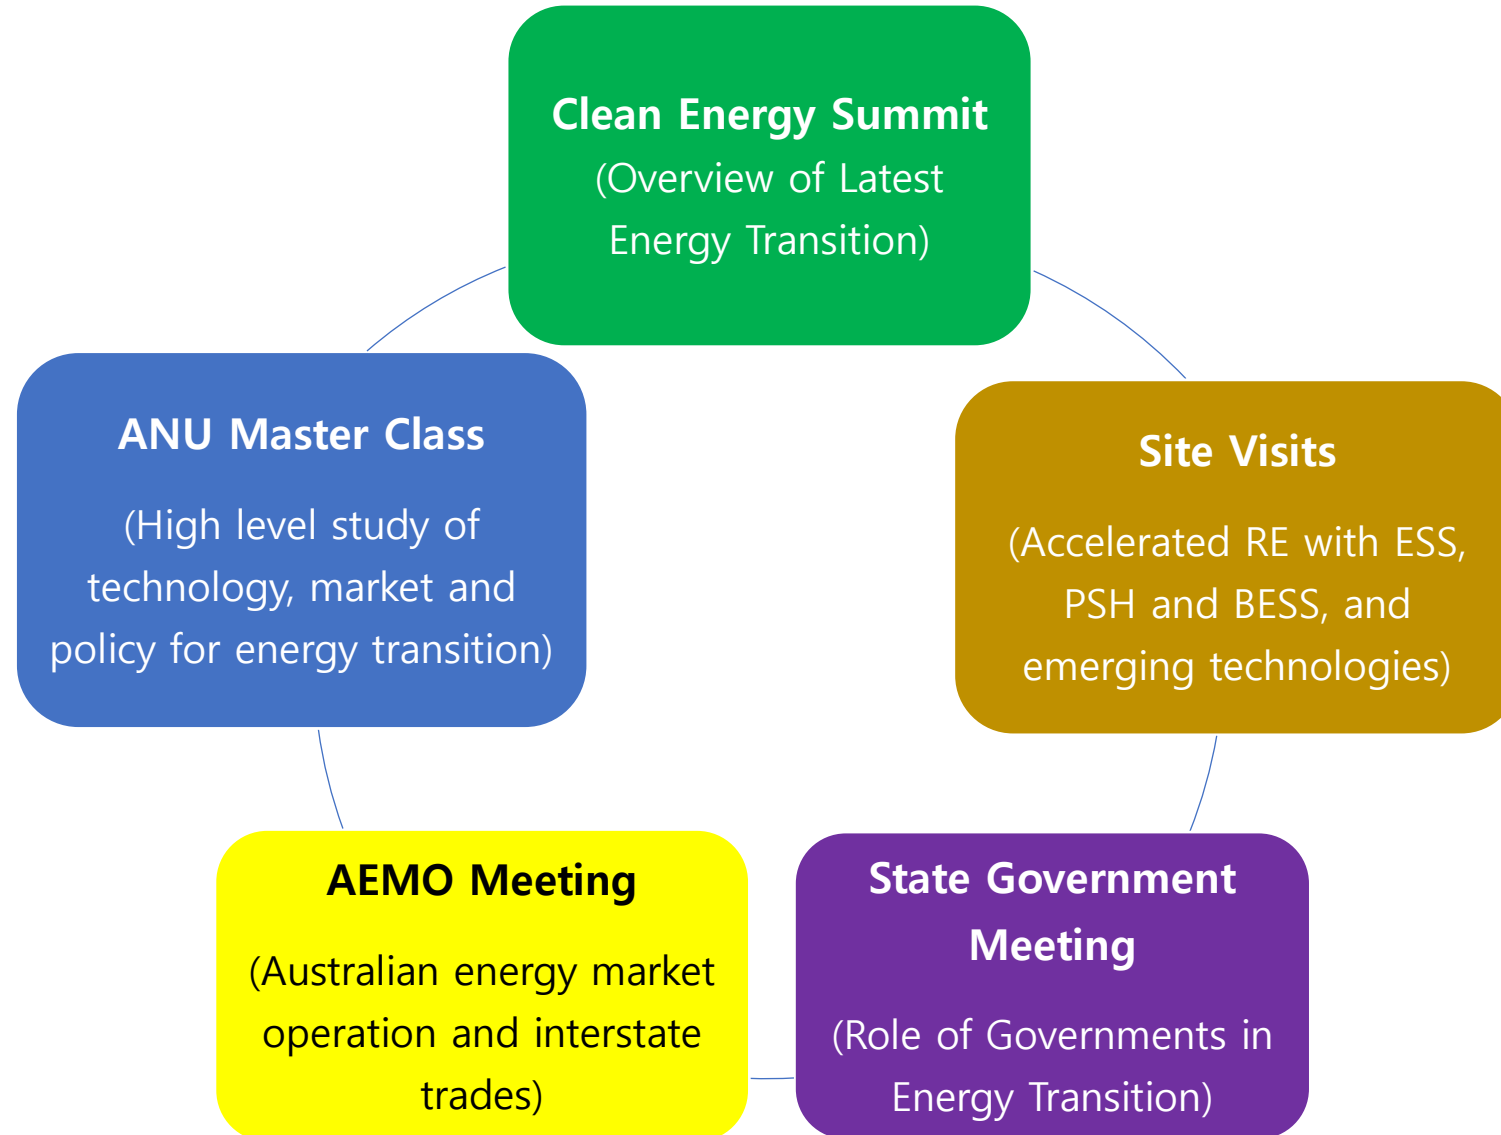 Clean Energy Summit
(Overview of Latest
Energy Transition)
ANU Master Class
(High level study of
technology, market and
policy for energy transition)
Site Visits
(Accelerated RE with ESS,
PSH and BESS, and
emerging technologies)
AEMO Meeting
(Australian energy market
operation and interstate
trades)
State Government
Meeting
(Role of Governments in
Energy Transition)